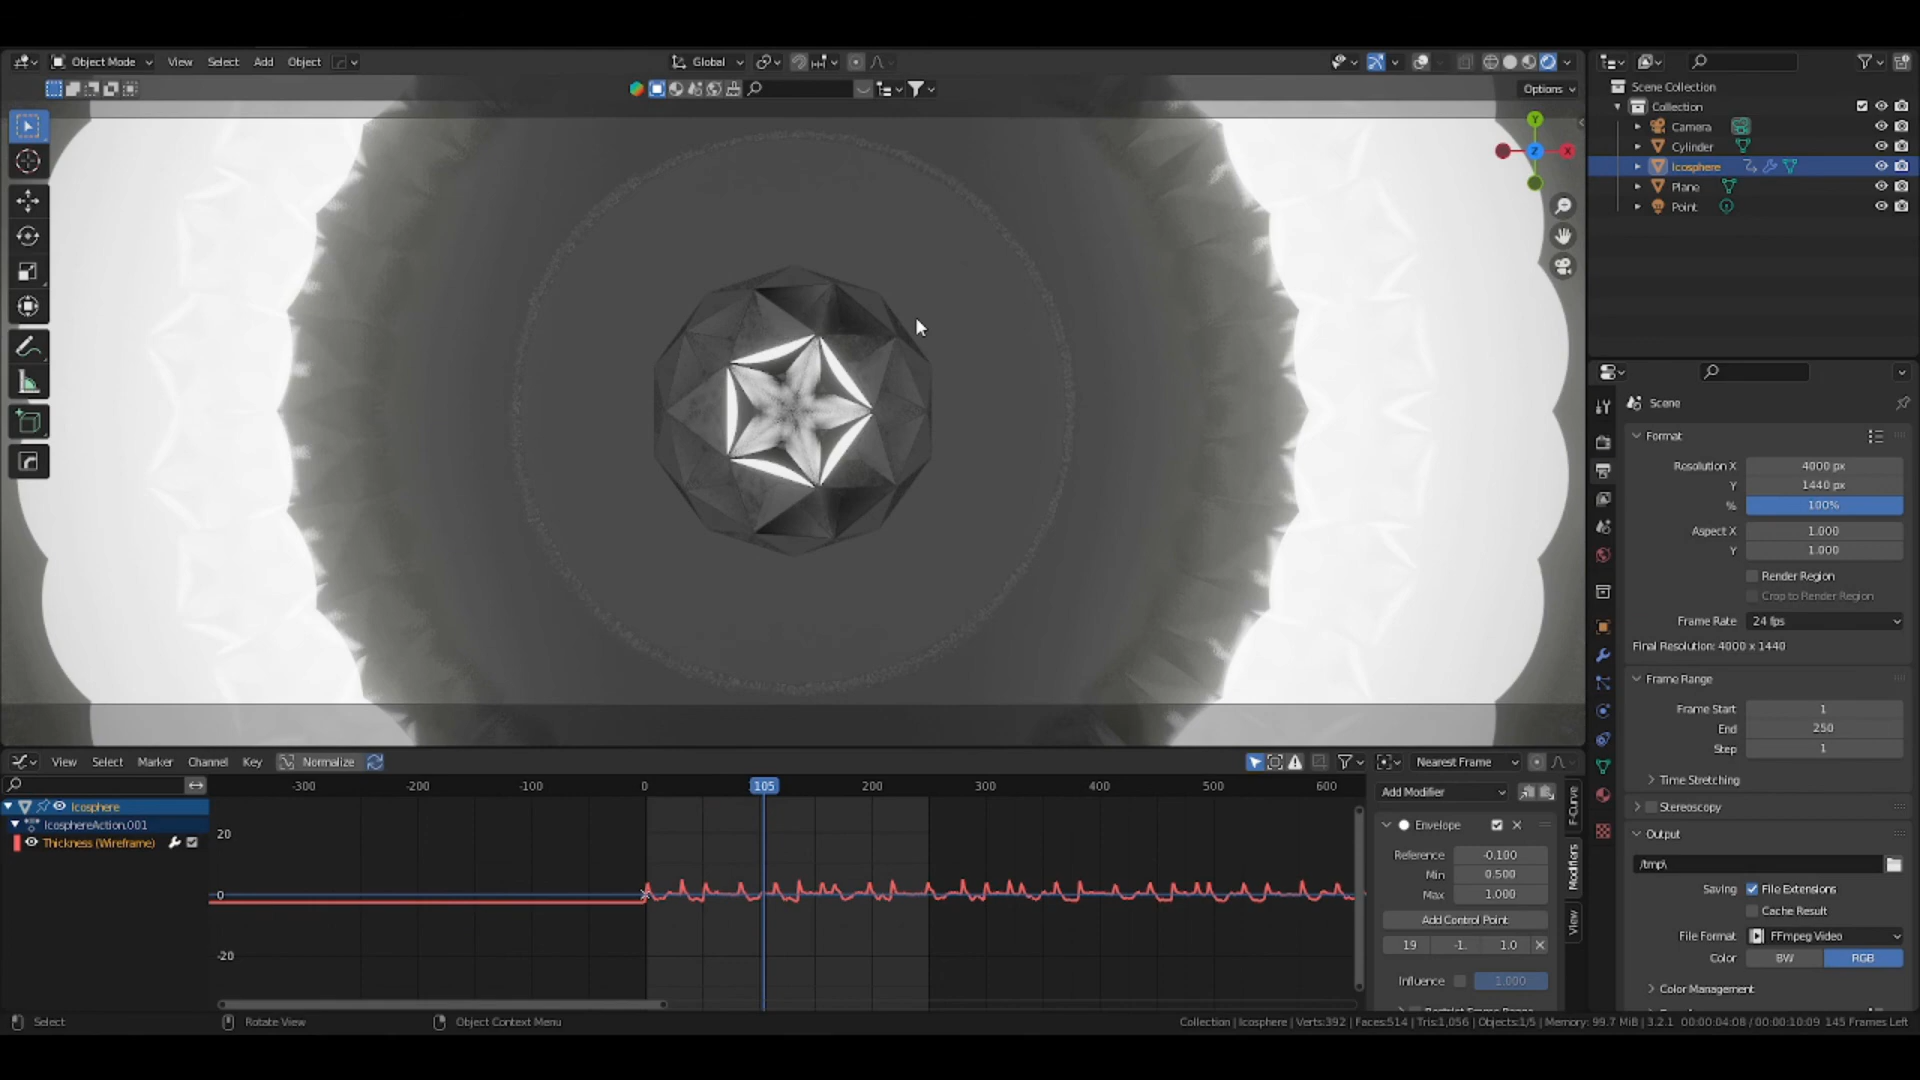 Object Mode View Select Add Object Global
Options
Y
Z X
Scene Collection
Collection
Camera
Cylinder
Icosphere
Plane
Point
Scene
Format
Resolution X 4000 px
Y 1440 px
% 100%
Aspect X 1.000
Y 1.000
Render Region
Crop to Render Region
Frame Rate 24 fps
Final Resolution: 4000 x 1440
Frame Range
Frame Start 1
End 250
Step 1
Time Stretching
Stereoscopy
Output
/tmp\
Saving File Extensions
Cache Result
File Format FFmpeg Video
Color BW RGB
Color Management
View Select Marker Channel Key Normalize Nearest Frame
-300 -200 -100 0 105 200 300 400 500 600
Icosphere
IcosphereAction.001
Thickness (Wireframe)
20
0
-20
Add Modifier
Envelope
Reference -0.100
Min 0.500
Max 1.000
Add Control Point
19 -1. 1.0
Influence 1.000
F-Curve
Modifiers
View
Select Rotate View Object Context Menu
Collection | Icosphere | Verts:392 | Faces:514 | Tris:1,056 | Objects:1/5 | Memory: 99.7 MiB | 3.2.1 00:00:04:08 / 00:00:10:09 145 Frames Left